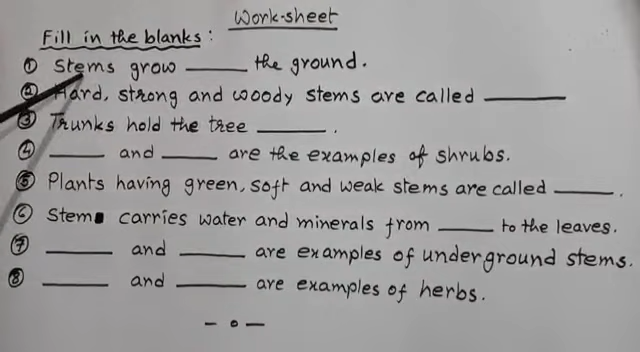 Work-sheet
Fill in the blanks :
① Stems grow ______ the ground.
② Hard, strong and woody stems are called ________
③ Trunks hold the tree ______ .
④ ______ and ______ are the examples of shrubs.
⑤ Plants having green, soft and weak stems are called ______ .
⑥ Stem carries water and minerals from ______ to the leaves.
⑦ ______ and ______ are examples of underground stems.
⑧ ______ and ______ are examples of herbs.
— o —